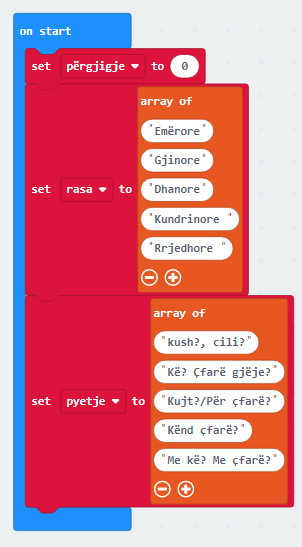 on start
set përgjigje to 0
array of
"Emërore"
"Gjinore"
"Dhanore"
set rasa to
"Kundrinore "
"Rrjedhore "
array of
"kush?, cili?"
"Kë? Çfarë gjëje?"
set pyetje to
"Kujt?/Për çfarë?"
"Kënd çfarë?"
"Me kë? Me çfarë?"